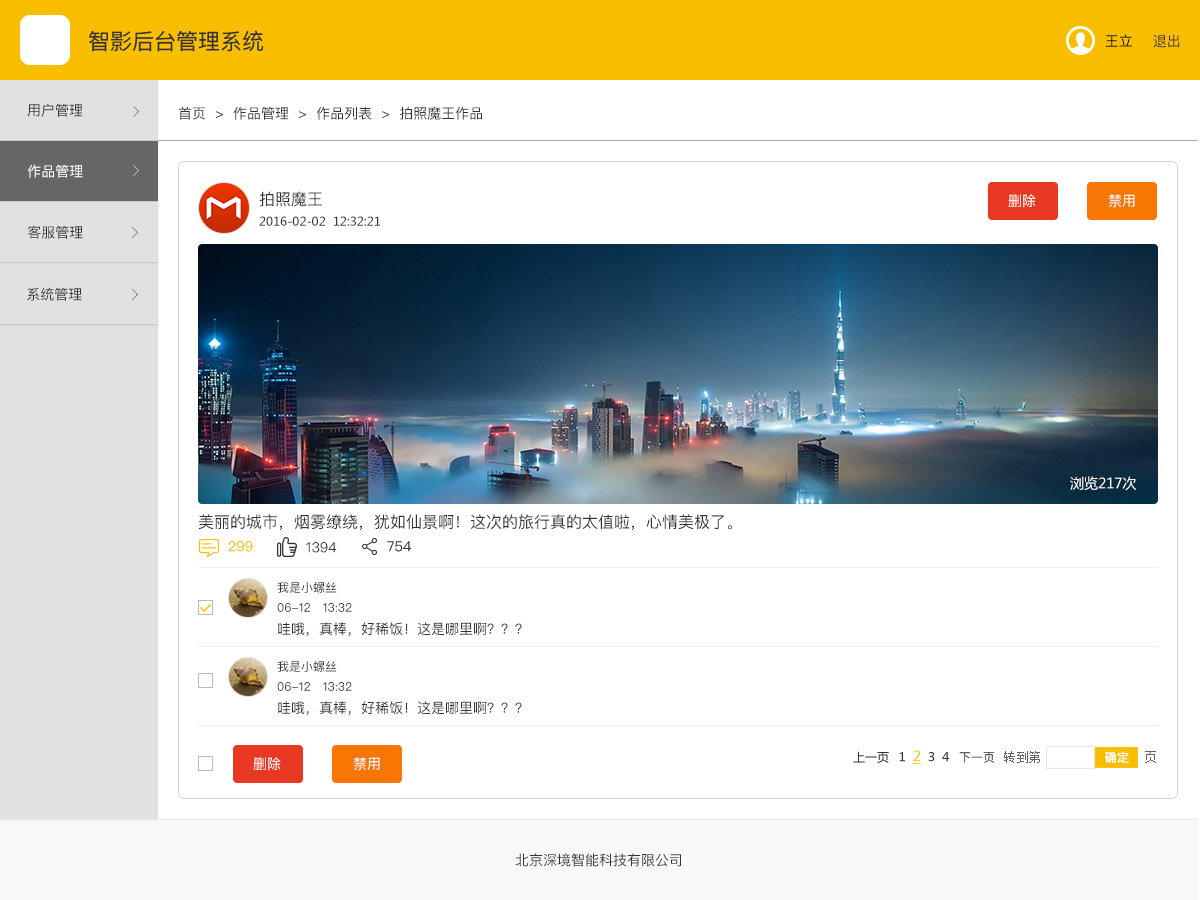 智影后台管理系统
王立 退出
用户管理
作品管理
客服管理
系统管理
首页 > 作品管理 > 作品列表 > 拍照魔王作品
拍照魔王
2016-02-02 12:32:21
删除 禁用
浏览217次
美丽的城市，烟雾缭绕，犹如仙景啊！这次的旅行真的太值啦，心情美极了。
299 1394 754
我是小螺丝
06-12 13:32
哇哦，真棒，好稀饭！这是哪里啊？？？
我是小螺丝
06-12 13:32
哇哦，真棒，好稀饭！这是哪里啊？？？
删除 禁用
上一页 1 2 3 4 下一页 转到第 确定 页
北京深境智能科技有限公司